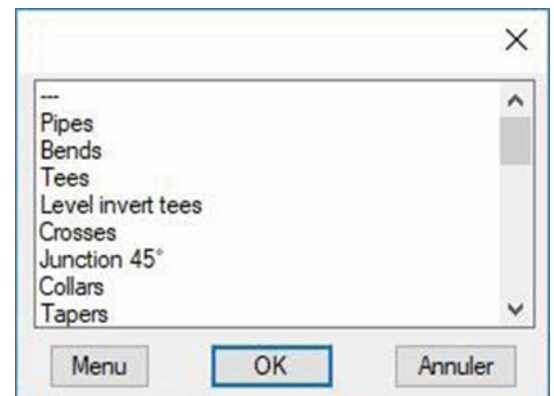 ---
Pipes
Bends
Tees
Level invert tees
Crosses
Junction 45°
Collars
Tapers
Menu OK Annuler